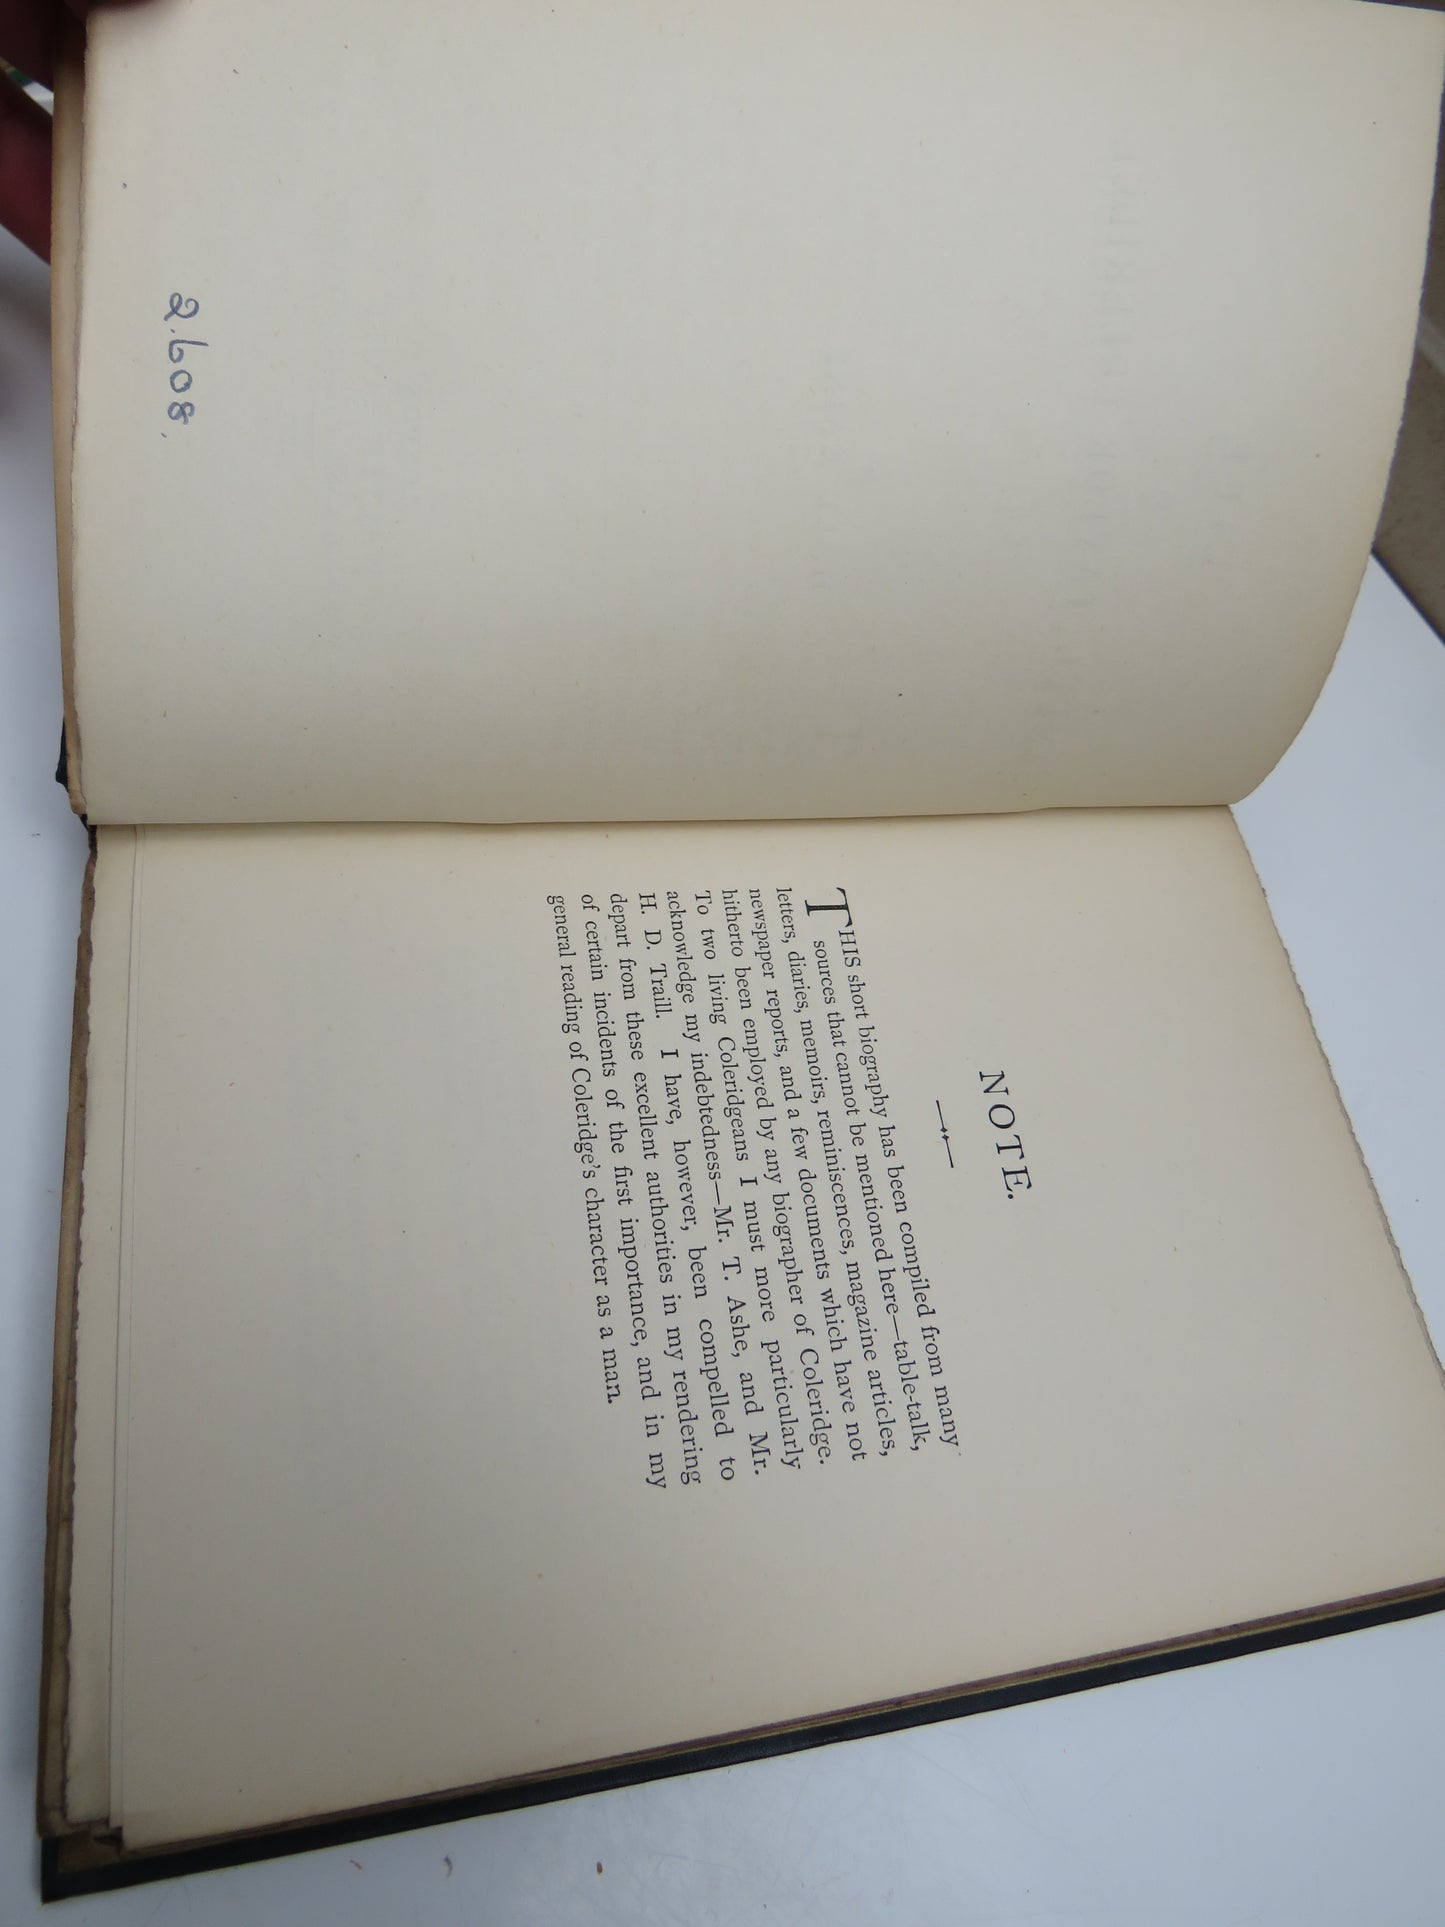 2.608.
NOTE.
THIS short biography has been compiled from many
sources that cannot be mentioned here—table-talk,
letters, diaries, memoirs, reminiscences, magazine articles,
newspaper reports, and a few documents which have not
hitherto been employed by any biographer of Coleridge.
To two living Coleridgeans I must more particularly
acknowledge my indebtedness—Mr. T. Ashe, and Mr.
H. D. Traill. I have, however, been compelled to
depart from these excellent authorities in my rendering
of certain incidents of the first importance, and in my
general reading of Coleridge's character as a man.